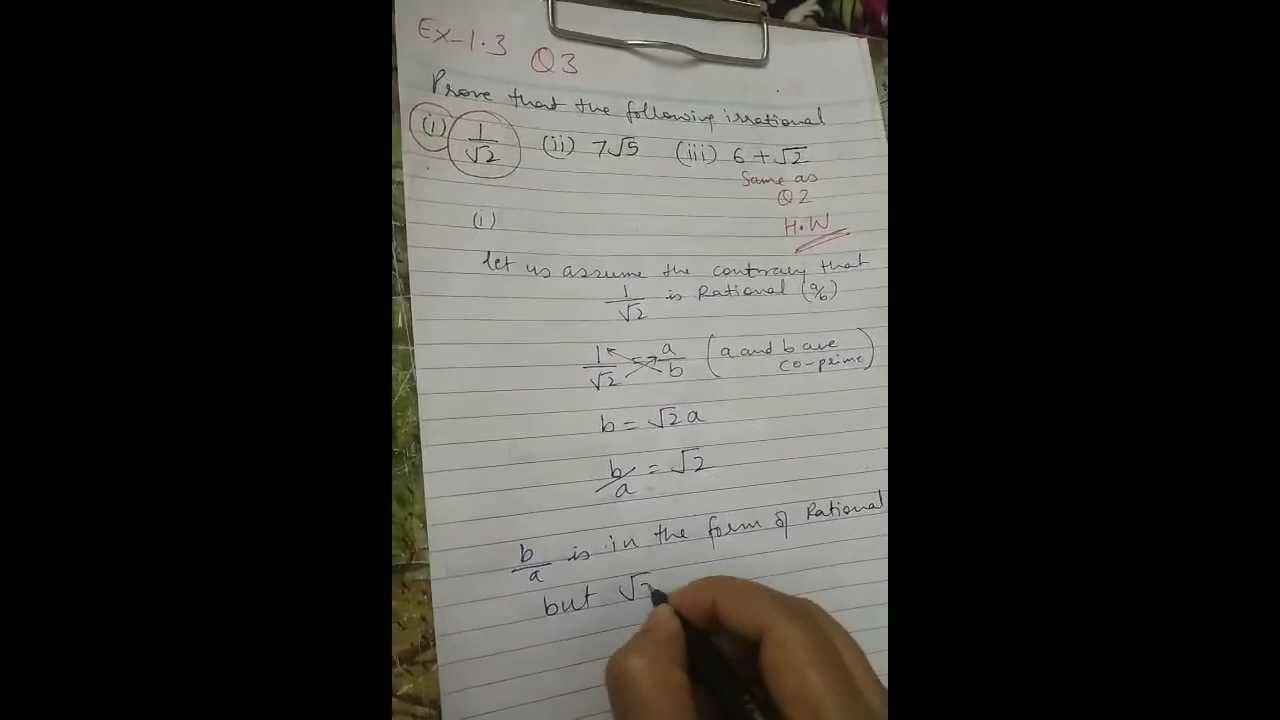 Ex-1.3 Q3
Prove that the following irrational
(i) 1/√2 (ii) 7√5 (iii) 6 + √2
Same as
Q2
H.W
(i)
let us assume the contrary that
1/√2 is Rational (a/b)
1/√2 = a/b (a and b are
co-prime)
b = √2 a
b/a = √2
b/a is in the form of Rational
but √2